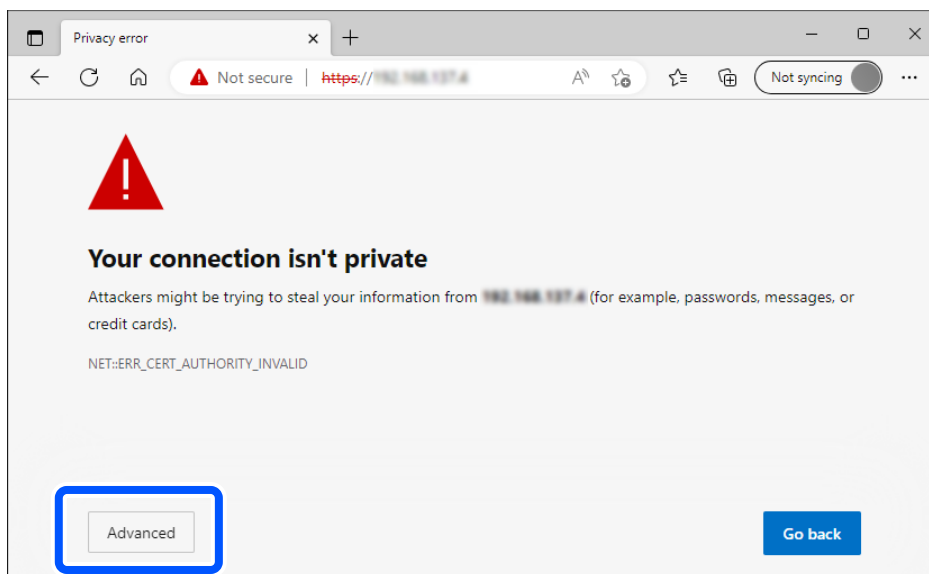 Privacy error
Not secure https://
Not syncing
Your connection isn't private
Attackers might be trying to steal your information from (for example, passwords, messages, or
credit cards).
NET::ERR_CERT_AUTHORITY_INVALID
Advanced
Go back